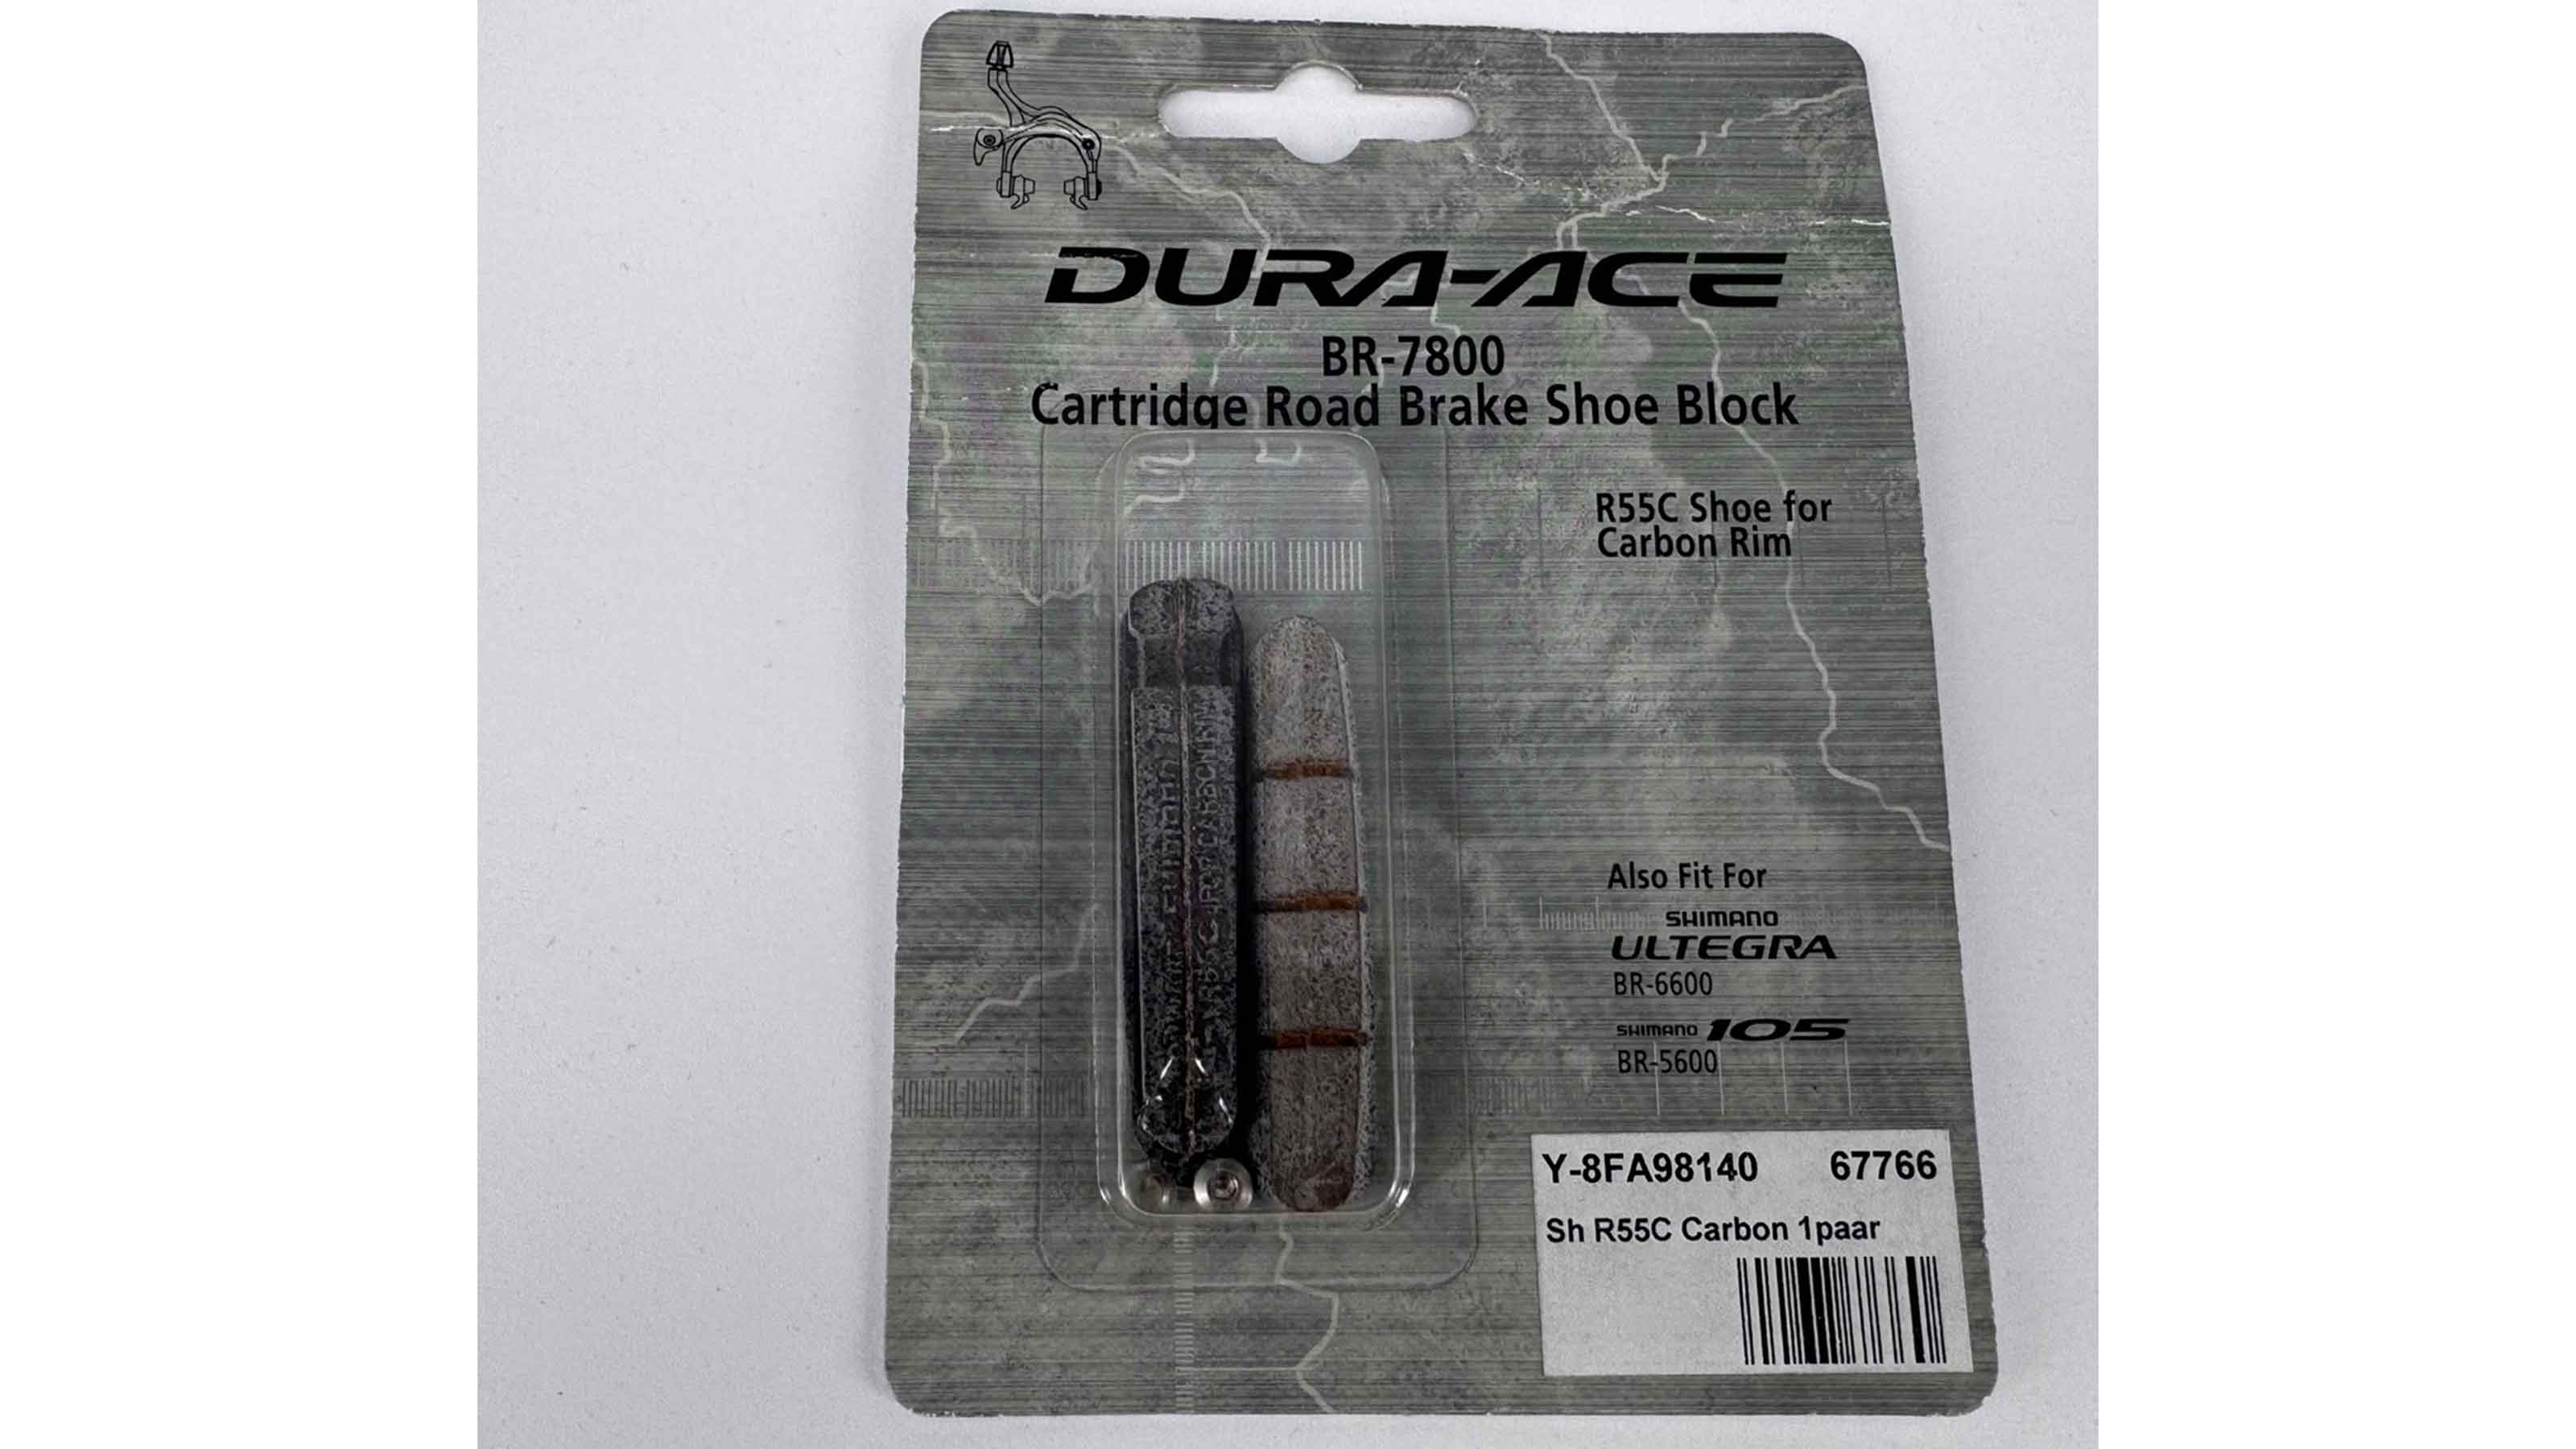 DURA-ACE
BR-7800
Cartridge Road Brake Shoe Block
R55C Shoe for
Carbon Rim
Also Fit For
SHIMANO
ULTEGRA
BR-6600
SHIMANO 105
BR-5600
Y-8FA98140 67766
Sh R55C Carbon 1paar